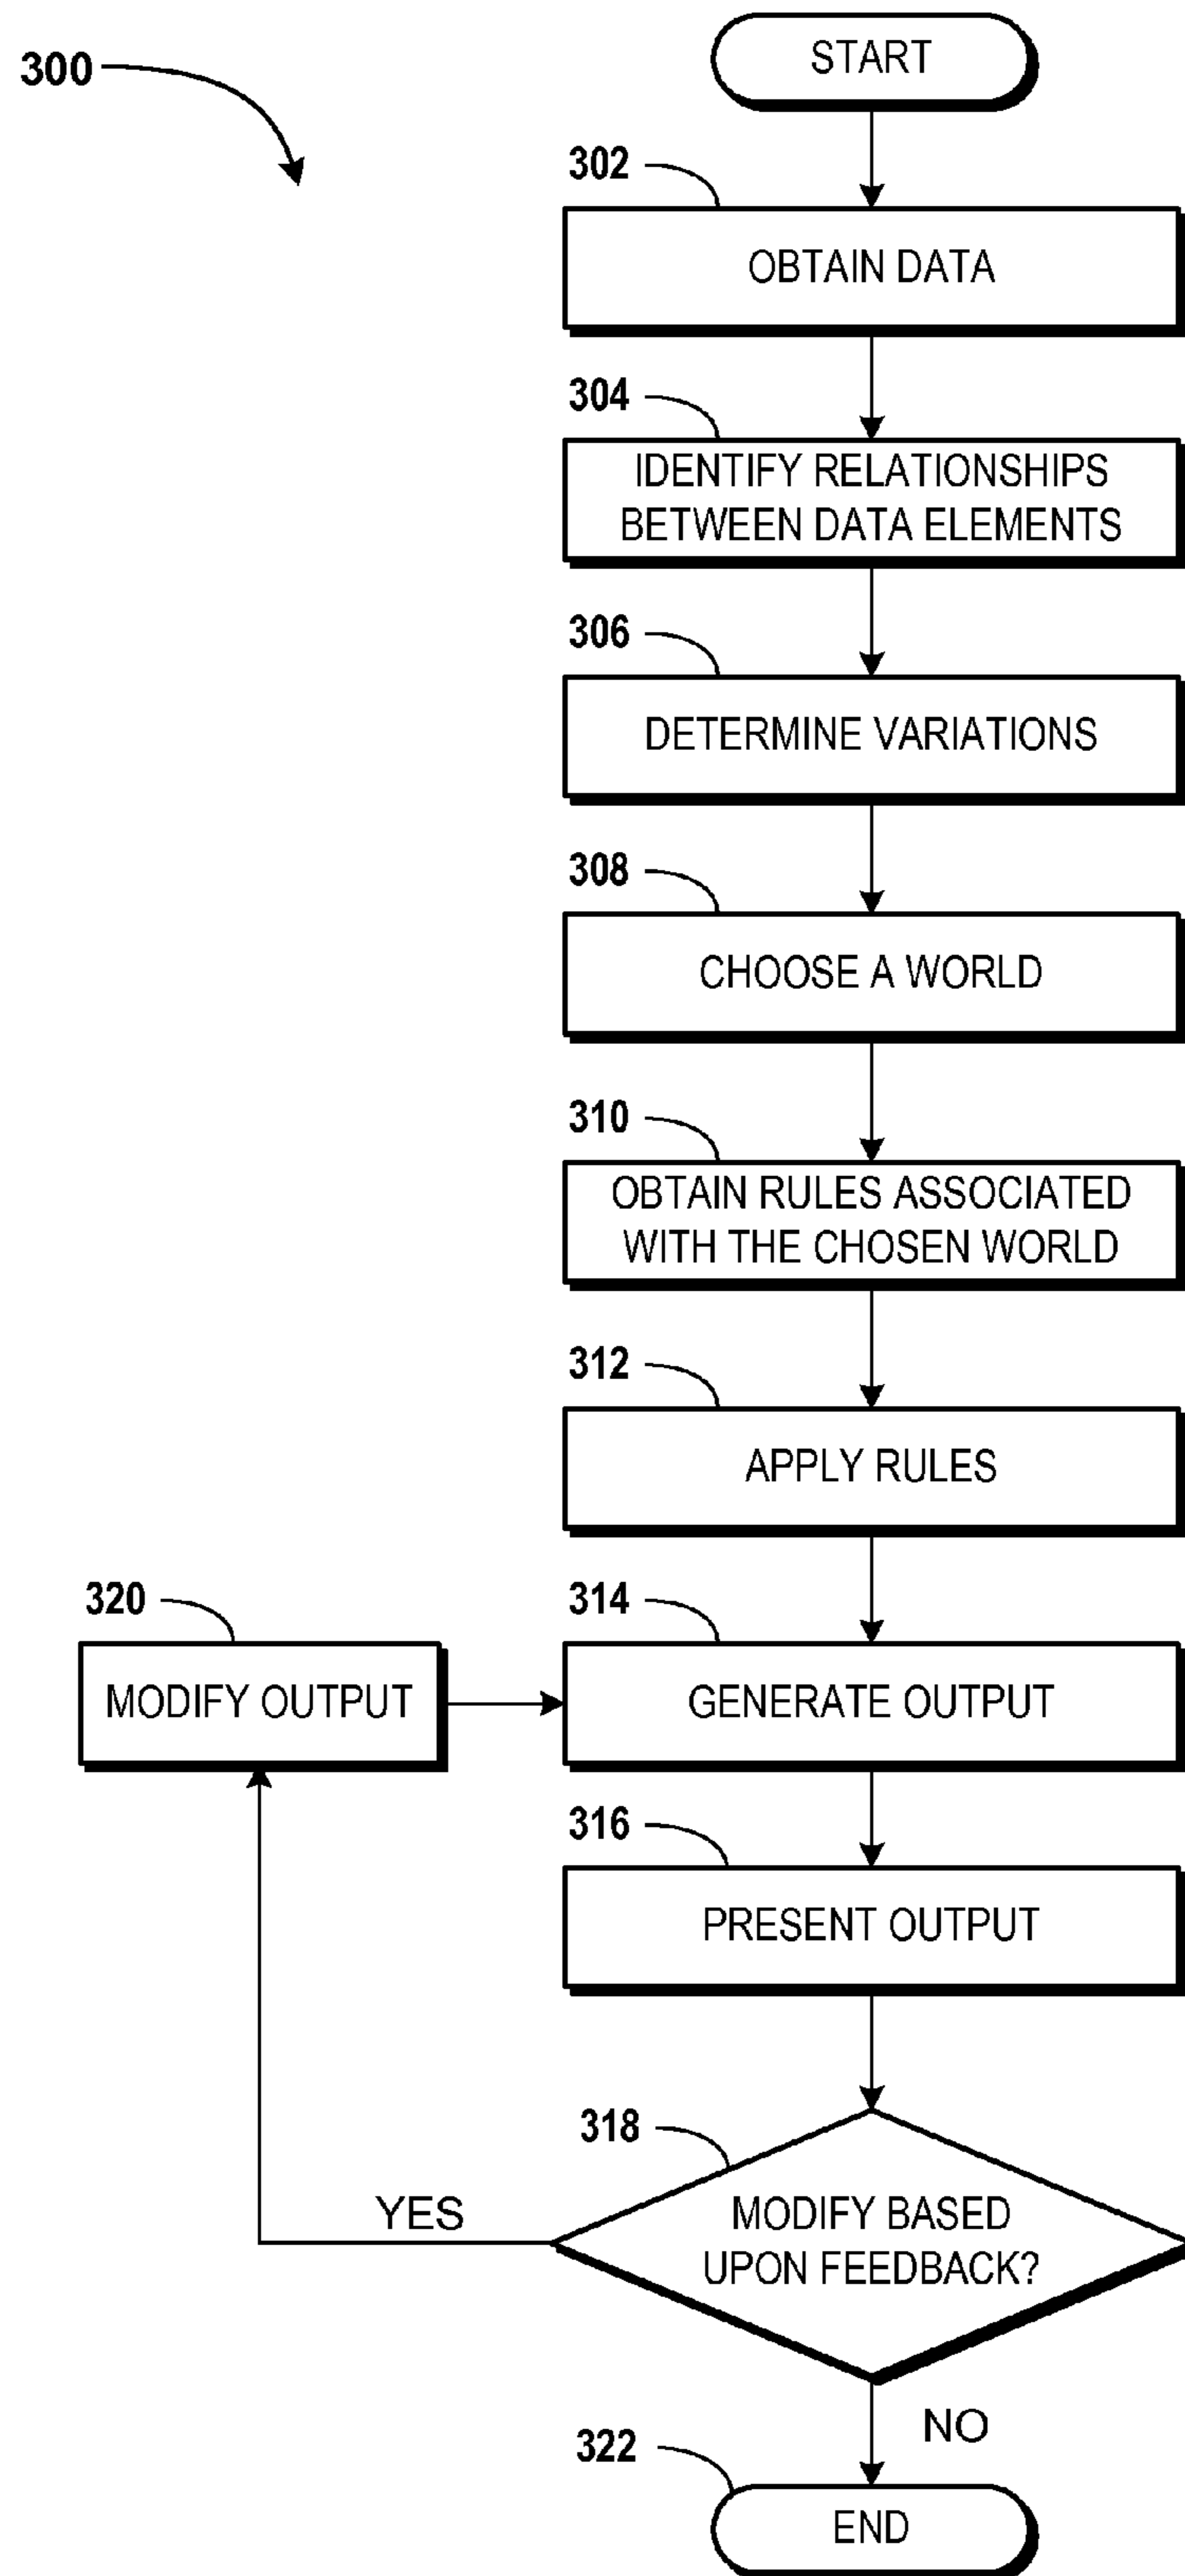 300
START
302
OBTAIN DATA
304
IDENTIFY RELATIONSHIPS
BETWEEN DATA ELEMENTS
306
DETERMINE VARIATIONS
308
CHOOSE A WORLD
310
OBTAIN RULES ASSOCIATED
WITH THE CHOSEN WORLD
312
APPLY RULES
320
314
MODIFY OUTPUT
GENERATE OUTPUT
316
PRESENT OUTPUT
318
YES
MODIFY BASED
UPON FEEDBACK?
NO
322
END